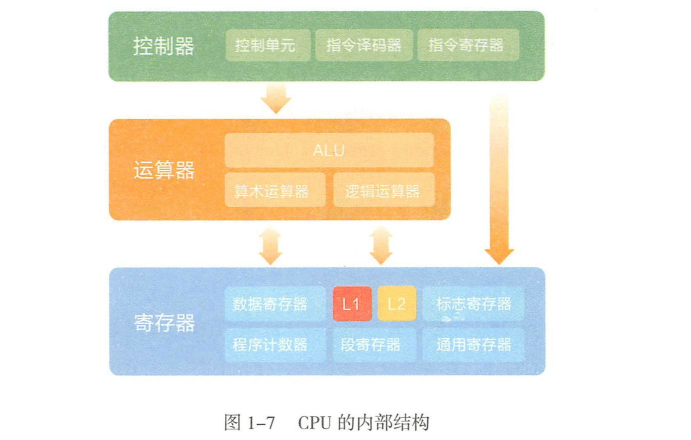 控制器
控制单元 指令译码器 指令寄存器
ALU
运算器
算术运算器 逻辑运算器
数据寄存器 L1 L2 标志寄存器
寄存器
程序计数器 段寄存器 通用寄存器
图 1-7 CPU 的内部结构